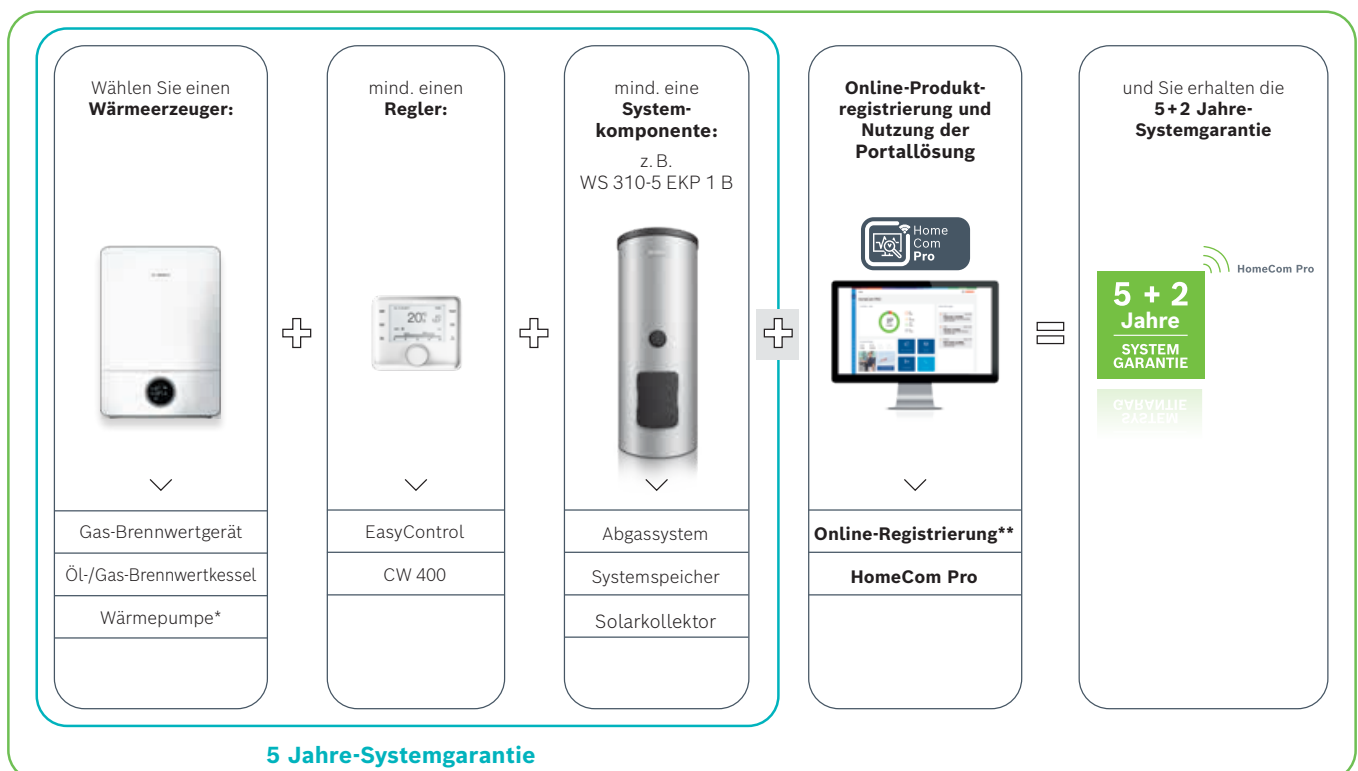 Wählen Sie einen
Wärmeerzeuger:
Gas-Brennwertgerät
Öl-/Gas-Brennwertkessel
Wärmepumpe*
mind. einen
Regler:
20
EasyControl
CW 400
mind. eine
System-
komponente:
z. B.
WS 310-5 EKP 1 B
Abgassystem
Systemspeicher
Solarkollektor
Online-Produkt-
registrierung und
Nutzung der
Portallösung
Home
Com
Pro
Online-Registrierung**
HomeCom Pro
und Sie erhalten die
5+2 Jahre-
Systemgarantie
HomeCom Pro
5 + 2
Jahre
SYSTEM
GARANTIE
5 Jahre-Systemgarantie